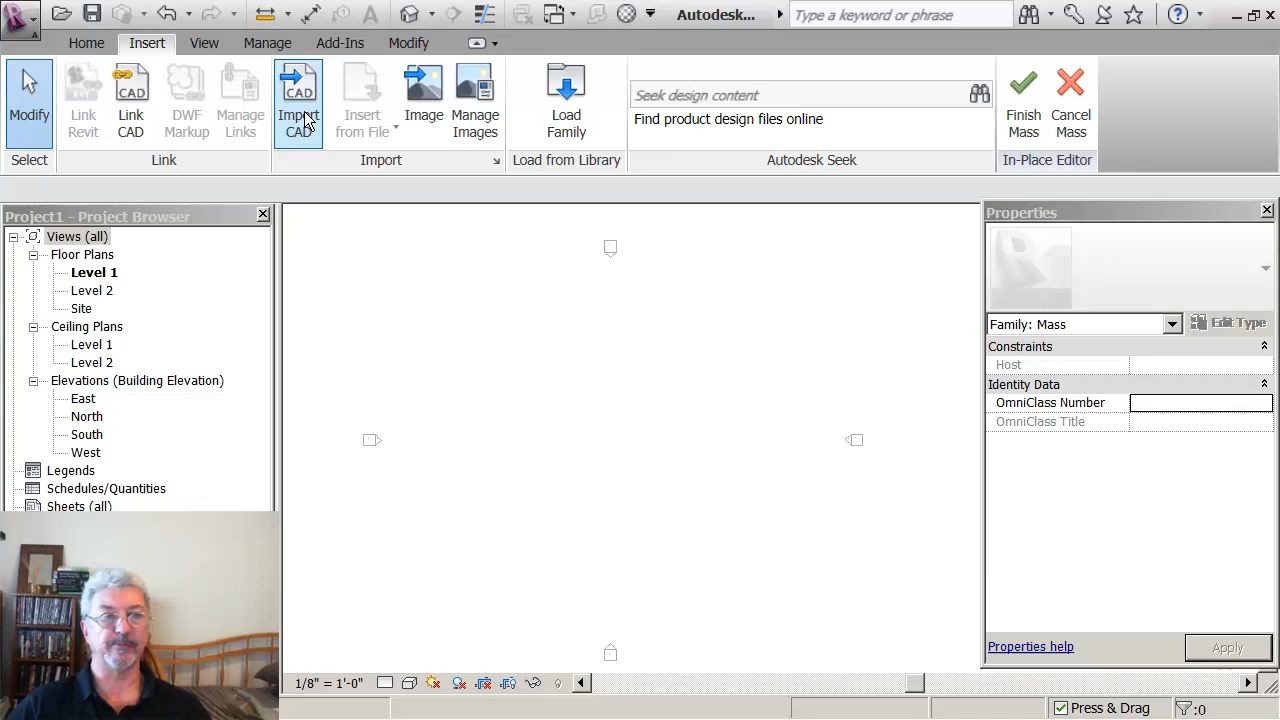 Autodesk...
Type a keyword or phrase
Home
Insert
View
Manage
Add-Ins
Modify
Modify
Link
Revit
Link
CAD
DWF
Markup
Manage
Links
Import
CAD
Insert
from File
Image
Manage
Images
Load
Family
Seek design content
Find product design files online
Finish
Mass
Cancel
Mass
Select
Link
Import
Load from Library
Autodesk Seek
In-Place Editor
Project1 - Project Browser
Views (all)
Floor Plans
Level 1
Level 2
Site
Ceiling Plans
Level 1
Level 2
Elevations (Building Elevation)
East
North
South
West
Legends
Schedules/Quantities
Sheets (all)
Properties
Family: Mass
Edit Type
Constraints
Host
Identity Data
OmniClass Number
OmniClass Title
Properties help
Apply
1/8" = 1'-0"
Press & Drag
:0